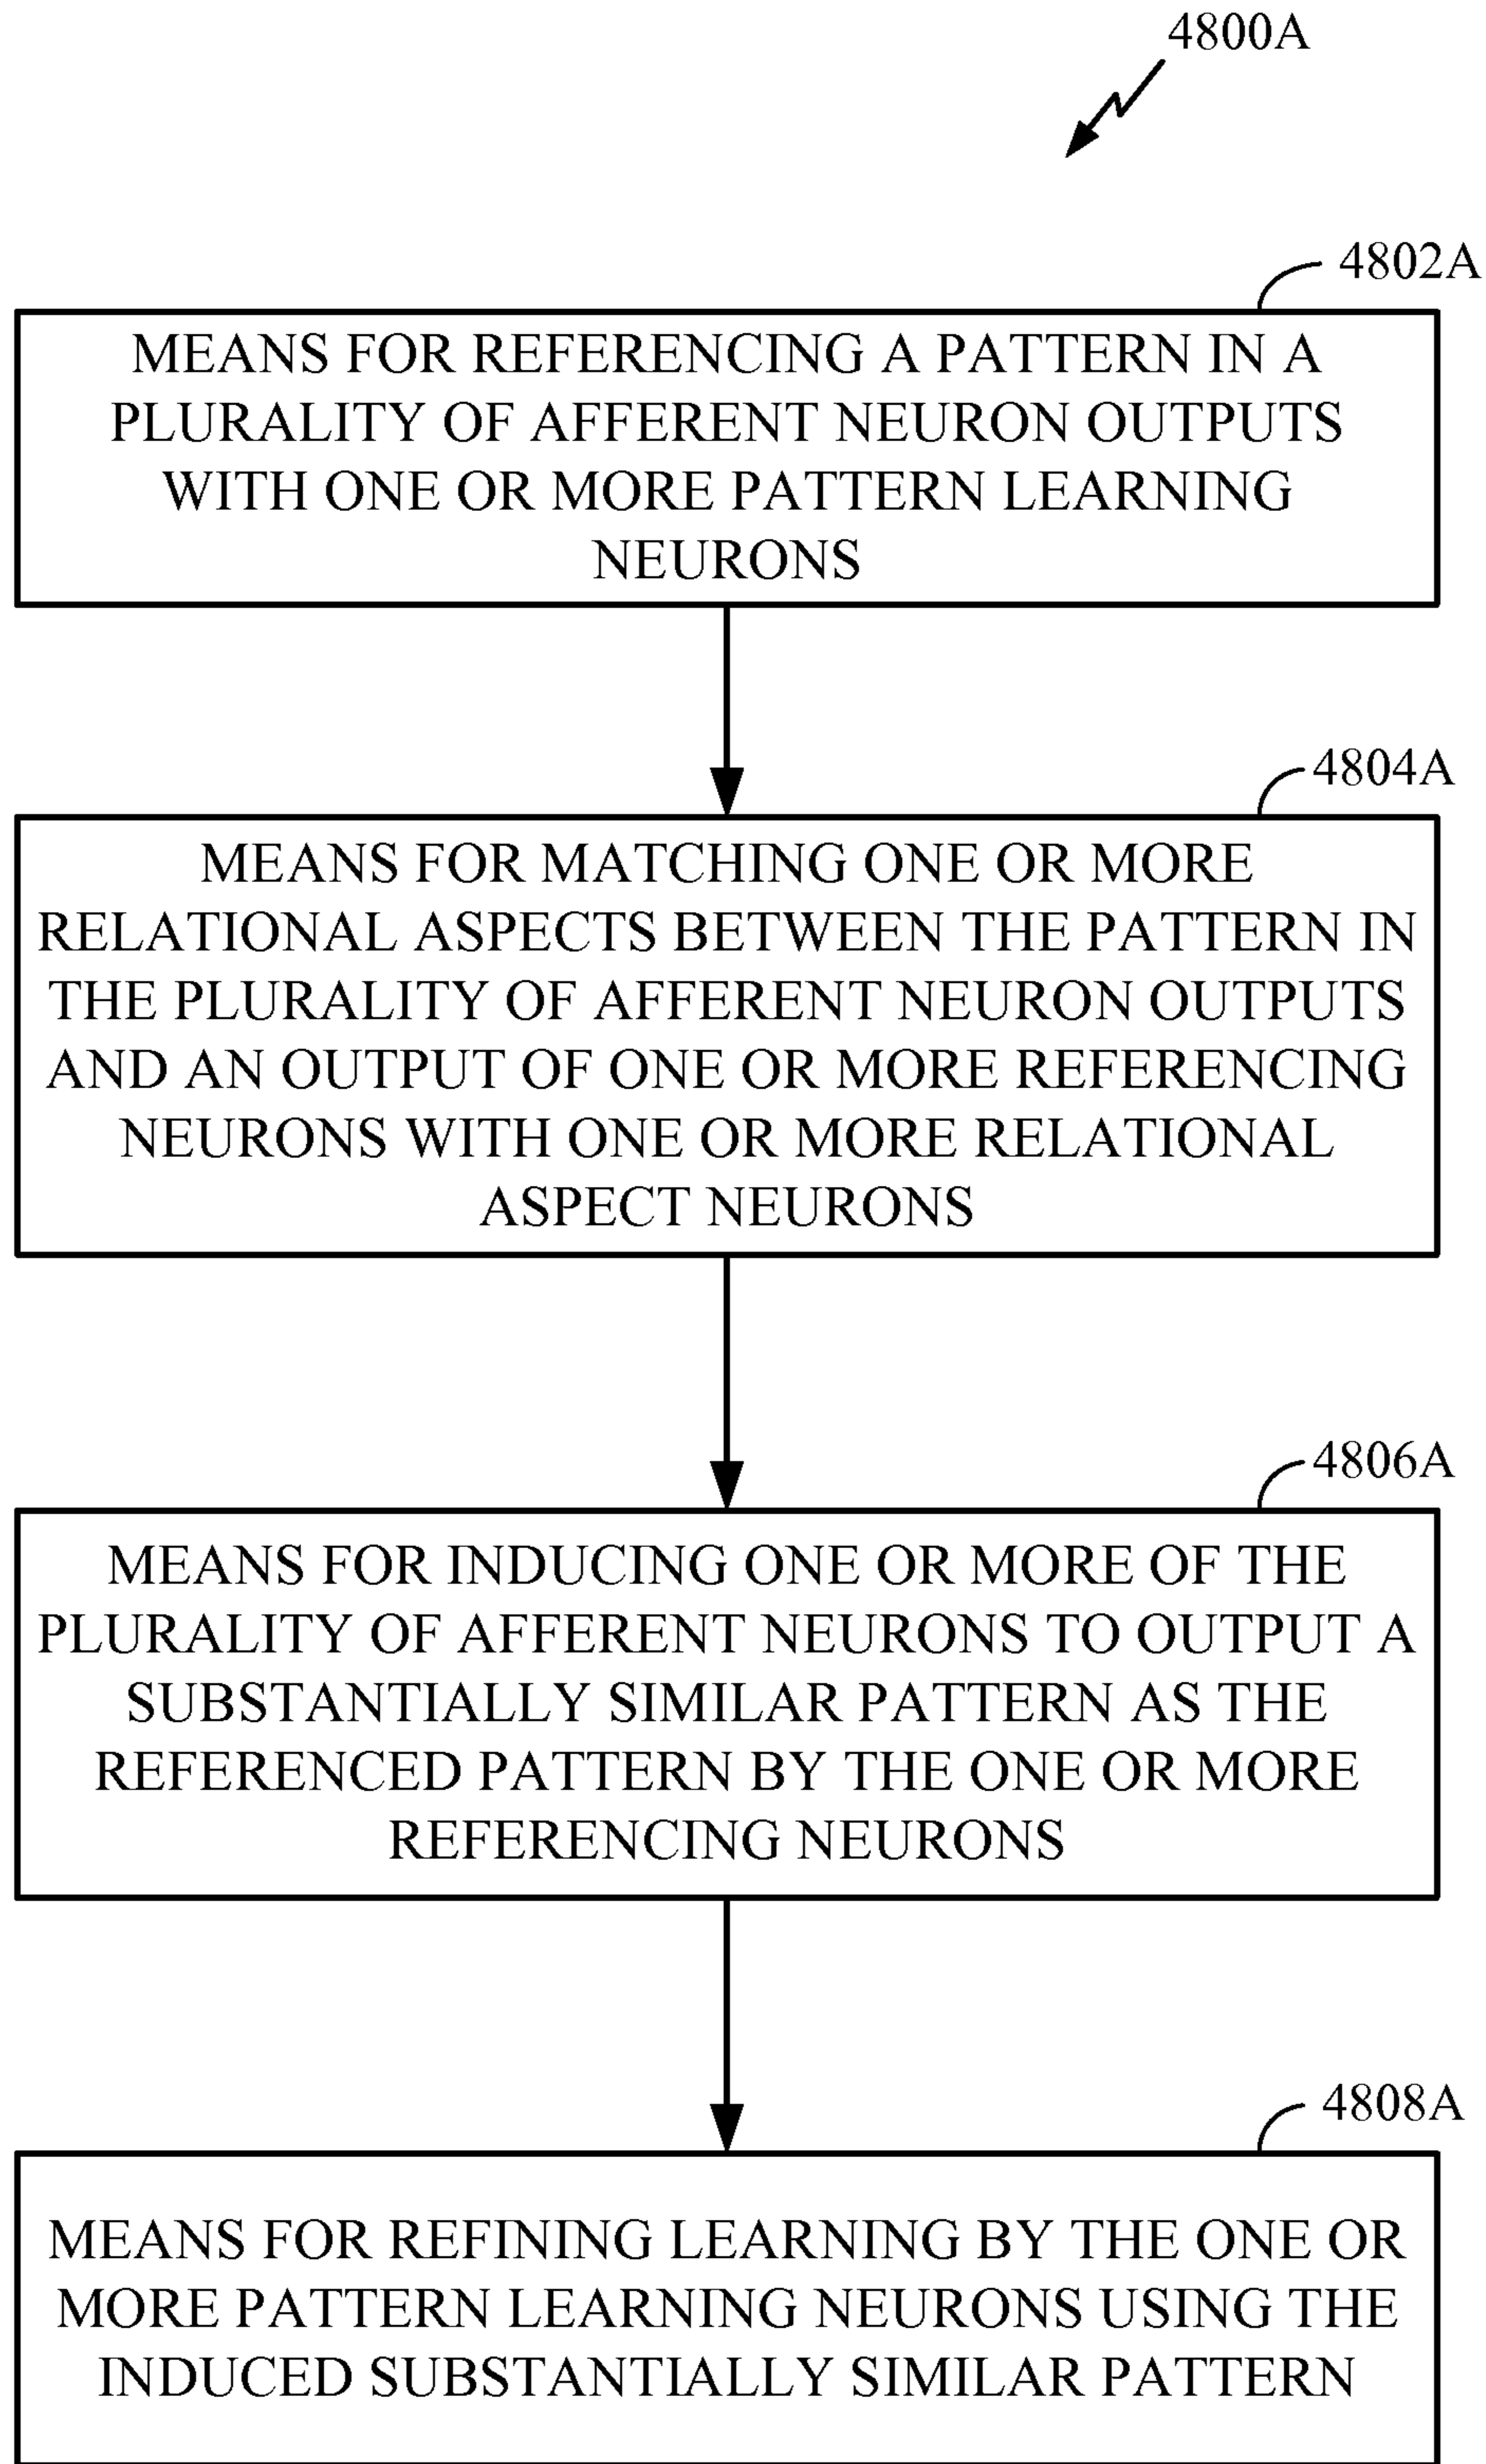 4800A
4802A
MEANS FOR REFERENCING A PATTERN IN A
PLURALITY OF AFFERENT NEURON OUTPUTS
WITH ONE OR MORE PATTERN LEARNING
NEURONS
4804A
MEANS FOR MATCHING ONE OR MORE
RELATIONAL ASPECTS BETWEEN THE PATTERN IN
THE PLURALITY OF AFFERENT NEURON OUTPUTS
AND AN OUTPUT OF ONE OR MORE REFERENCING
NEURONS WITH ONE OR MORE RELATIONAL
ASPECT NEURONS
4806A
MEANS FOR INDUCING ONE OR MORE OF THE
PLURALITY OF AFFERENT NEURONS TO OUTPUT A
SUBSTANTIALLY SIMILAR PATTERN AS THE
REFERENCED PATTERN BY THE ONE OR MORE
REFERENCING NEURONS
4808A
MEANS FOR REFINING LEARNING BY THE ONE OR
MORE PATTERN LEARNING NEURONS USING THE
INDUCED SUBSTANTIALLY SIMILAR PATTERN